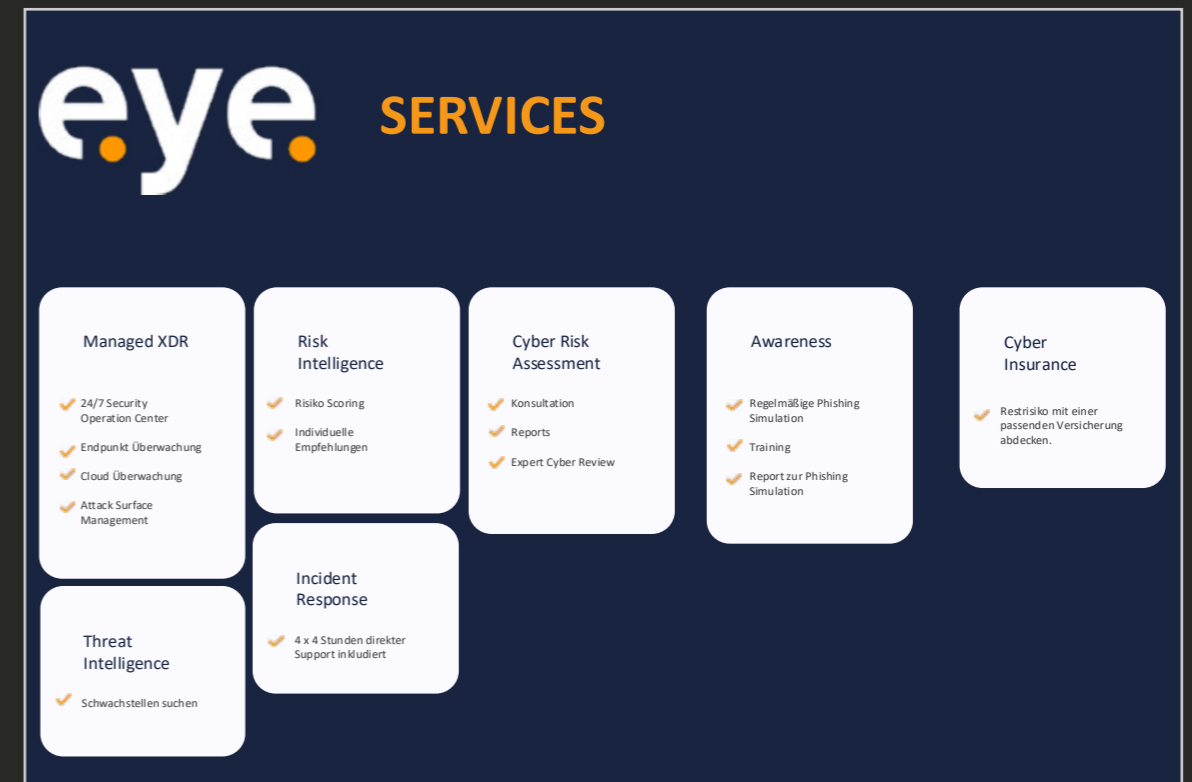 eye
SERVICES
Managed XDR
24/7 Security
Operation Center
Endpunkt Überwachung
Cloud Überwachung
Attack Surface
Management
Threat
Intelligence
Schwachstellen suchen
Risk
Intelligence
Risiko Scoring
Individuelle
Empfehlungen
Incident
Response
4 x 4 Stunden direkter
Support inkludiert
Cyber Risk
Assessment
Konsultation
Reports
Expert Cyber Review
Awareness
Regelmäßige Phishing
Simulation
Training
Report zur Phishing
Simulation
Cyber
Insurance
Restrisiko mit einer
passenden Versicherung
abdecken.